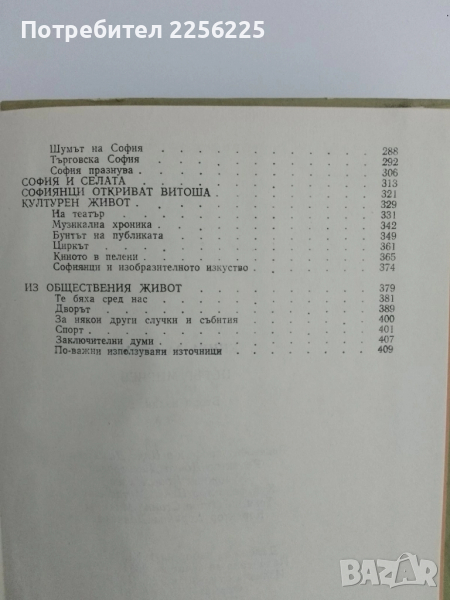 Потребител 2256225
Шумът на София . . . . . . . . . . 288
Търговска София . . . . . . . . . . 292
София празнува . . . . . . . . . . 306
СОФИЯ И СЕЛАТА . . . . . . . . . . 313
СОФИЯНЦИ ОТКРИВАТ ВИТОША . . . . . . 321
КУЛТУРЕН ЖИВОТ . . . . . . . . . . 329
На театър . . . . . . . . . . 331
Музикална хроника . . . . . . . . . . 342
Бунтът на публиката . . . . . . . . . 349
Циркът . . . . . . . . . . 361
Киното в пелени . . . . . . . . . . 365
Софиянци и изобразителното изкуство . . . . . 374
ИЗ ОБЩЕСТВЕНИЯ ЖИВОТ . . . . . . . . 379
Те бяха сред нас . . . . . . . . . . 381
Дворът . . . . . . . . . . 389
За някои други случки и събития . . . . . . 400
Спорт . . . . . . . . . . 401
Заключителни думи . . . . . . . . . . 407
По-важни използувани източници . . . . . . 409
bazar